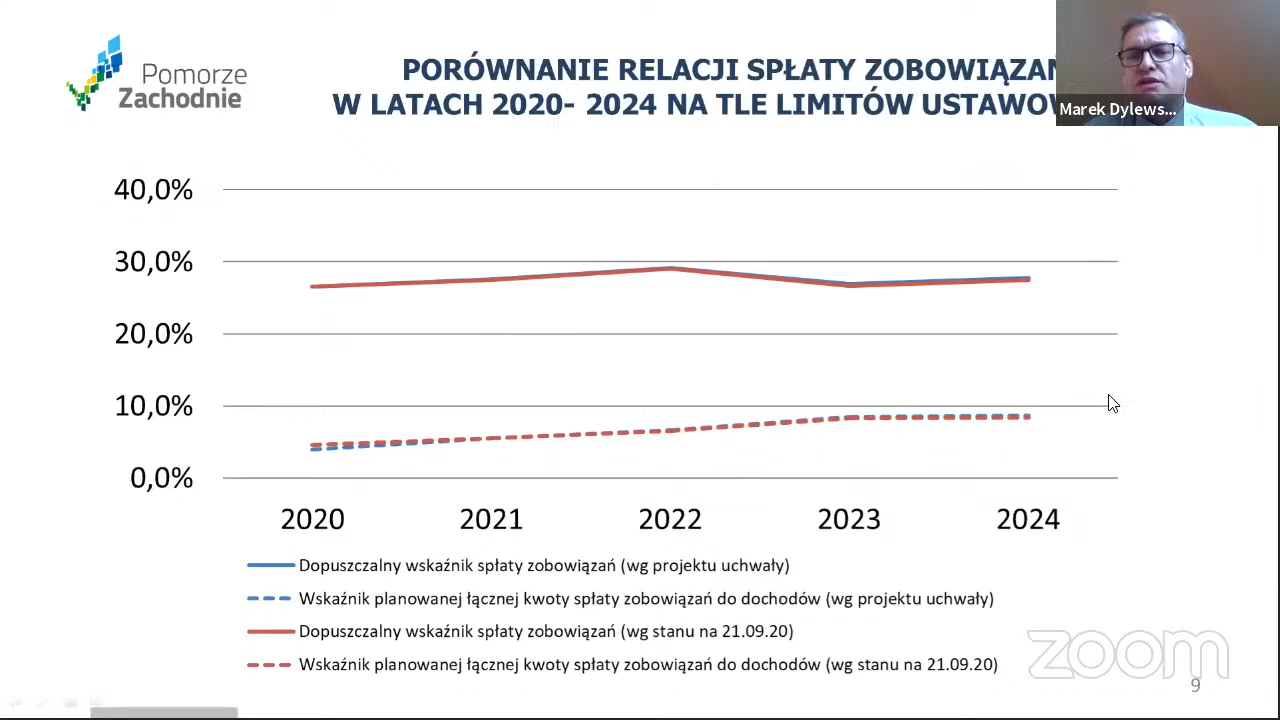 Pomorze
Zachodnie
PORÓWNANIE RELACJI SPŁATY ZOBOWIĄZAŃ
W LATACH 2020- 2024 NA TLE LIMITÓW USTAWOW
Marek Dylews...
40,0%
30,0%
20,0%
10,0%
0,0%
2020 2021 2022 2023 2024
Dopuszczalny wskaźnik spłaty zobowiązań (wg projektu uchwały)
Wskaźnik planowanej łącznej kwoty spłaty zobowiązań do dochodów (wg projektu uchwały)
Dopuszczalny wskaźnik spłaty zobowiązań (wg stanu na 21.09.20)
Wskaźnik planowanej łącznej kwoty spłaty zobowiązań do dochodów (wg stanu na 21.09.20)
zoom
9